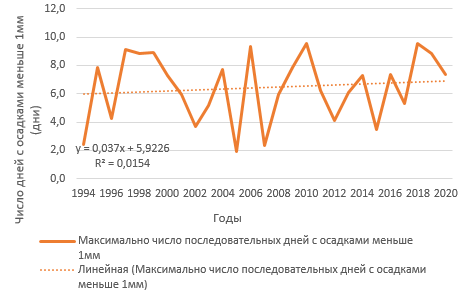 12,0
10,0
8,0
6,0
4,0
2,0
0,0
Число дней с осадками меньше 1мм
(дни)
y = 0,037x + 5,9226
R² = 0,0154
1994 1996 1998 2000 2002 2004 2006 2008 2010 2012 2014 2016 2018 2020
Годы
Максимально число последовательных дней с осадками меньше
1мм
Линейная (Максимально число последовательных дней с осадками
меньше 1мм)